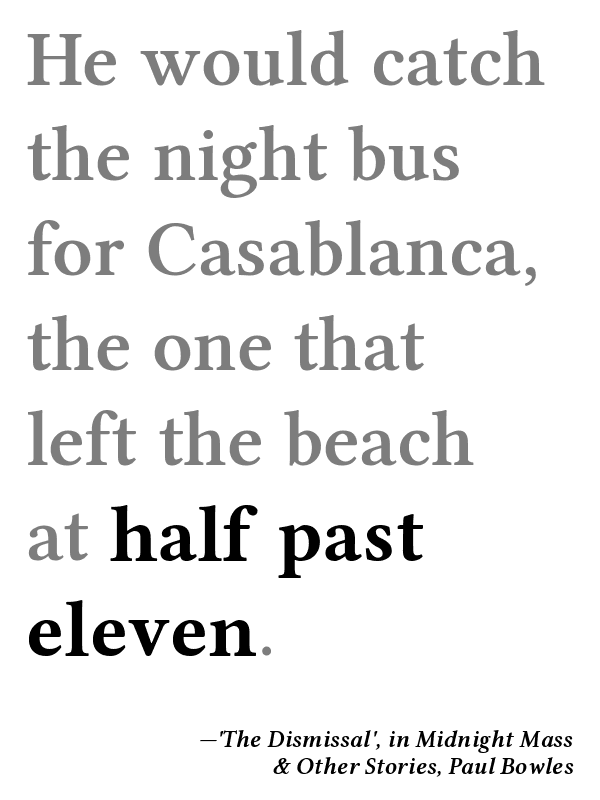 He would catch
the night bus
for Casablanca,
the one that
left the beach
at half past
eleven.
—'The Dismissal', in Midnight Mass
& Other Stories, Paul Bowles